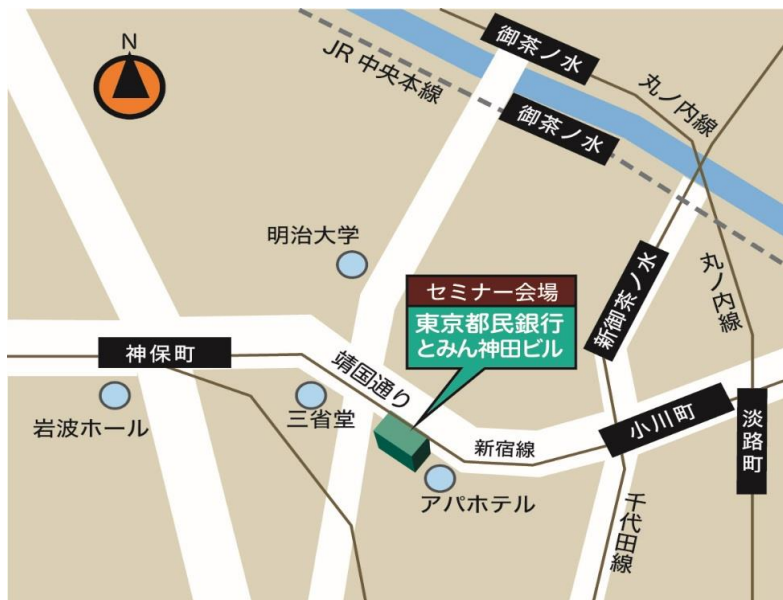 N
御茶ノ水
JR 中央本線
丸ノ内線
御茶ノ水
明治大学
丸ノ内線
セミナー会場
東京都民銀行
とみん神田ビル
新御茶ノ水
神保町
靖国通り
岩波ホール
三省堂
新宿線
小川町
淡路町
アパホテル
千代田線